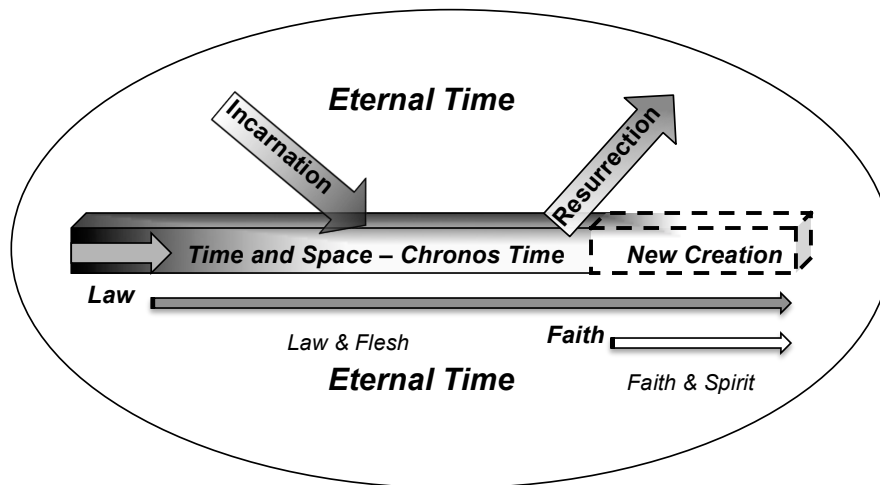 Eternal Time
Incarnation
Resurrection
Time and Space – Chronos Time
New Creation
Law
Law & Flesh
Faith
Eternal Time
Faith & Spirit